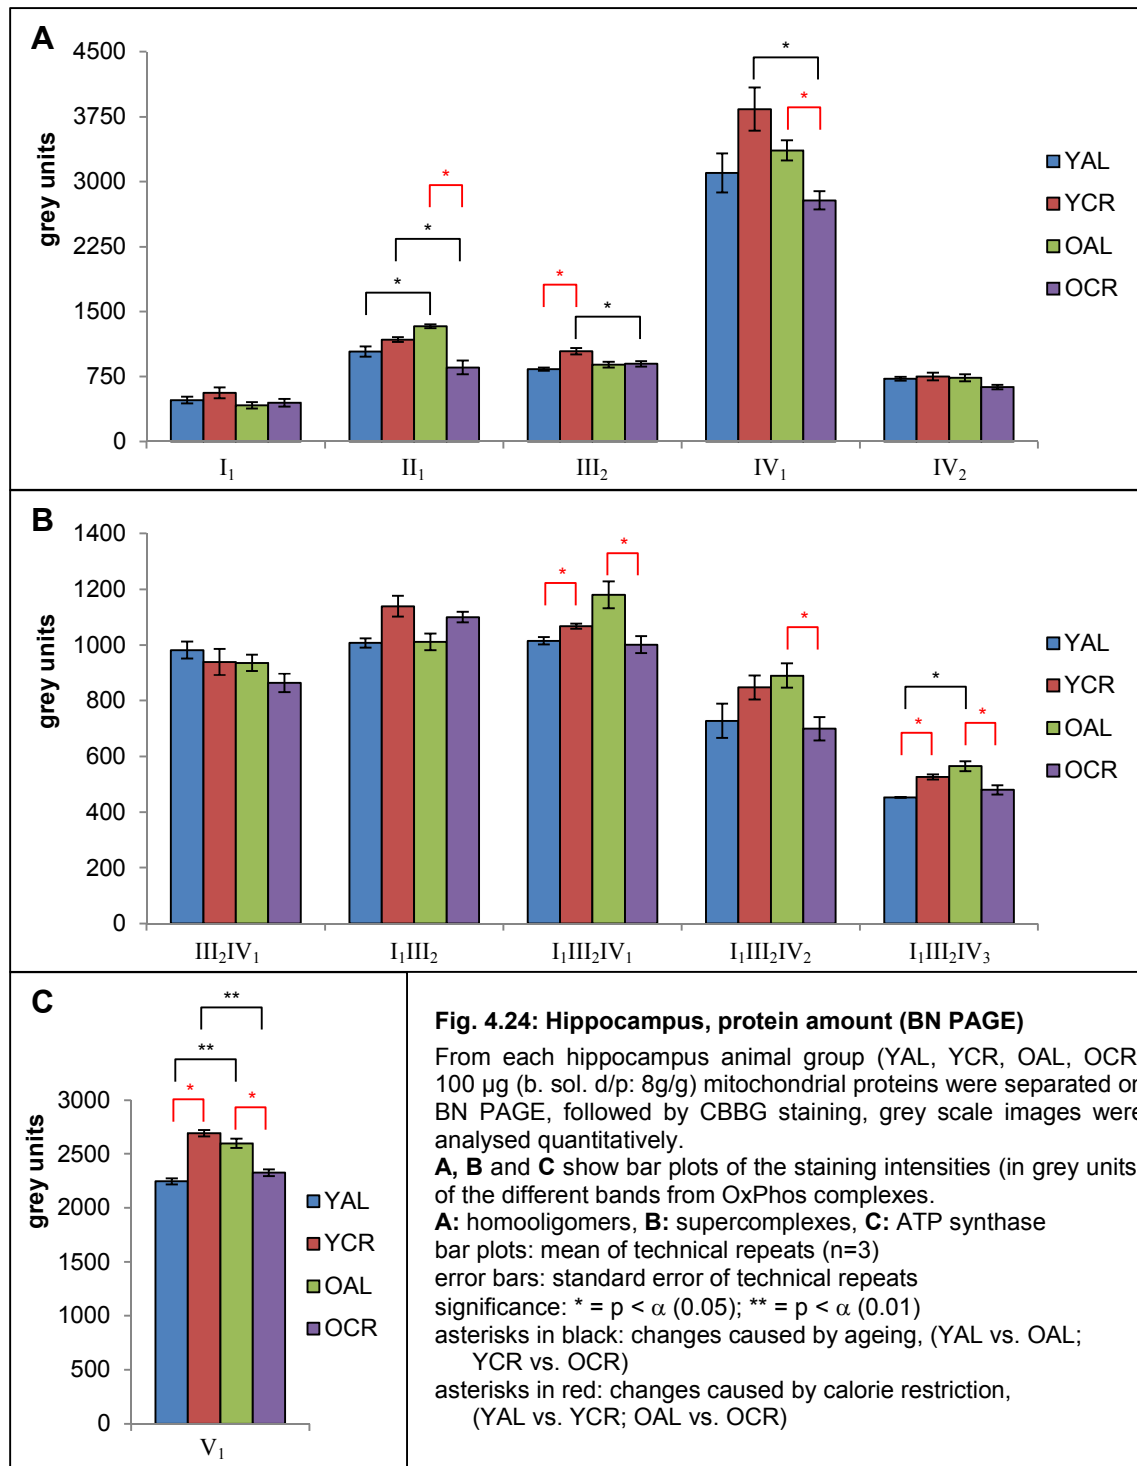 A
4500
3750
3000
2250
1500
750
0
grey units
*
*
*
*
*
*
*
*
I₁
II₁
III₂
IV₁
IV₂
YAL
YCR
OAL
OCR
B
1400
1200
1000
800
600
400
200
0
grey units
*
*
*
*
*
*
III₂IV₁
I₁III₂
I₁III₂IV₁
I₁III₂IV₂
I₁III₂IV₃
YAL
YCR
OAL
OCR
C
3000
2500
2000
1500
1000
500
0
grey units
**
**
*
*
V₁
YAL
YCR
OAL
OCR
Fig. 4.24: Hippocampus, protein amount (BN PAGE)
From each hippocampus animal group (YAL, YCR, OAL, OCR
100 µg (b. sol. d/p: 8g/g) mitochondrial proteins were separated on
BN PAGE, followed by CBBG staining, grey scale images were
analysed quantitatively.
A, B and C show bar plots of the staining intensities (in grey units
of the different bands from OxPhos complexes.
A: homooligomers, B: supercomplexes, C: ATP synthase
bar plots: mean of technical repeats (n=3)
error bars: standard error of technical repeats
significance: * = p < α (0.05); ** = p < α (0.01)
asterisks in black: changes caused by ageing, (YAL vs. OAL;
YCR vs. OCR)
asterisks in red: changes caused by calorie restriction,
(YAL vs. YCR; OAL vs. OCR)